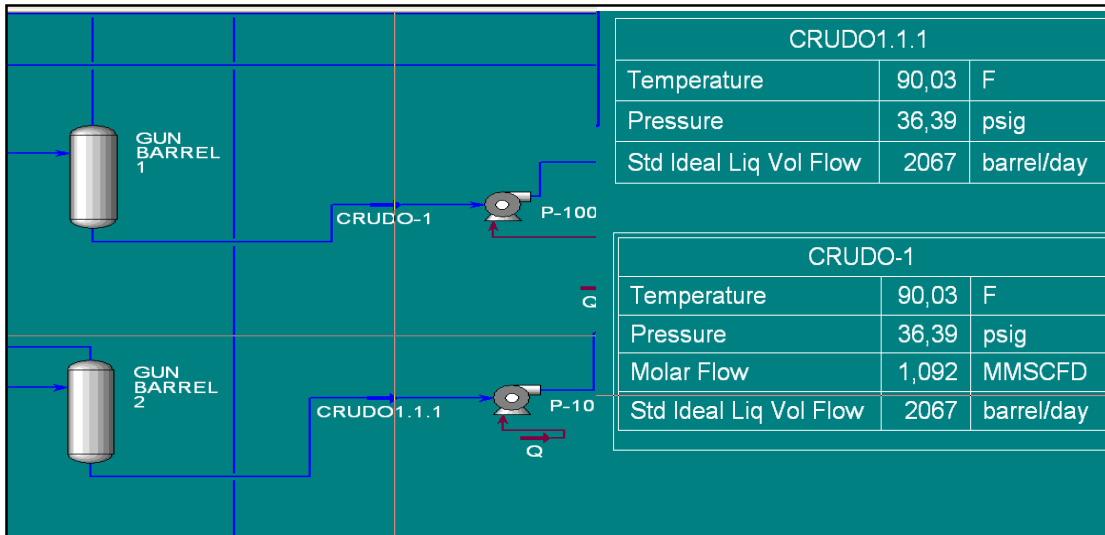 GUN
BARREL
1
CRUDO-1
P-100
Q
GUN
BARREL
2
CRUDO1.1.1
P-10
Q
CRUDO1.1.1
Temperature 90,03 F
Pressure 36,39 psig
Std Ideal Liq Vol Flow 2067 barrel/day
CRUDO-1
Temperature 90,03 F
Pressure 36,39 psig
Molar Flow 1,092 MMSCFD
Std Ideal Liq Vol Flow 2067 barrel/day